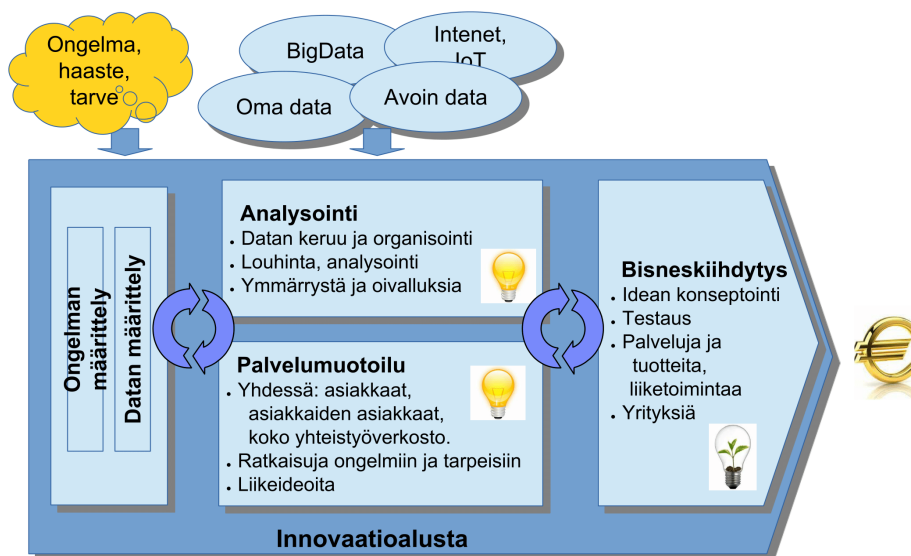 Ongelma,
haaste,
tarve
BigData
Intenet,
IoT
Oma data
Avoin data
Ongelman
määrittely
Datan määrittely
Analysointi
• Datan keruu ja organisointi
• Louhinta, analysointi
• Ymmärrystä ja oivalluksia
Palvelumuotoilu
• Yhdessä: asiakkaat,
asiakkaiden asiakkaat,
koko yhteistyöverkosto.
• Ratkaisuja ongelmiin ja tarpeisiin
• Liikeideoita
Bisneskiihdytys
• Idean konseptointi
• Testaus
• Palveluja ja
tuotteita,
liiketoimintaa
• Yrityksiä
Innovaatioalusta